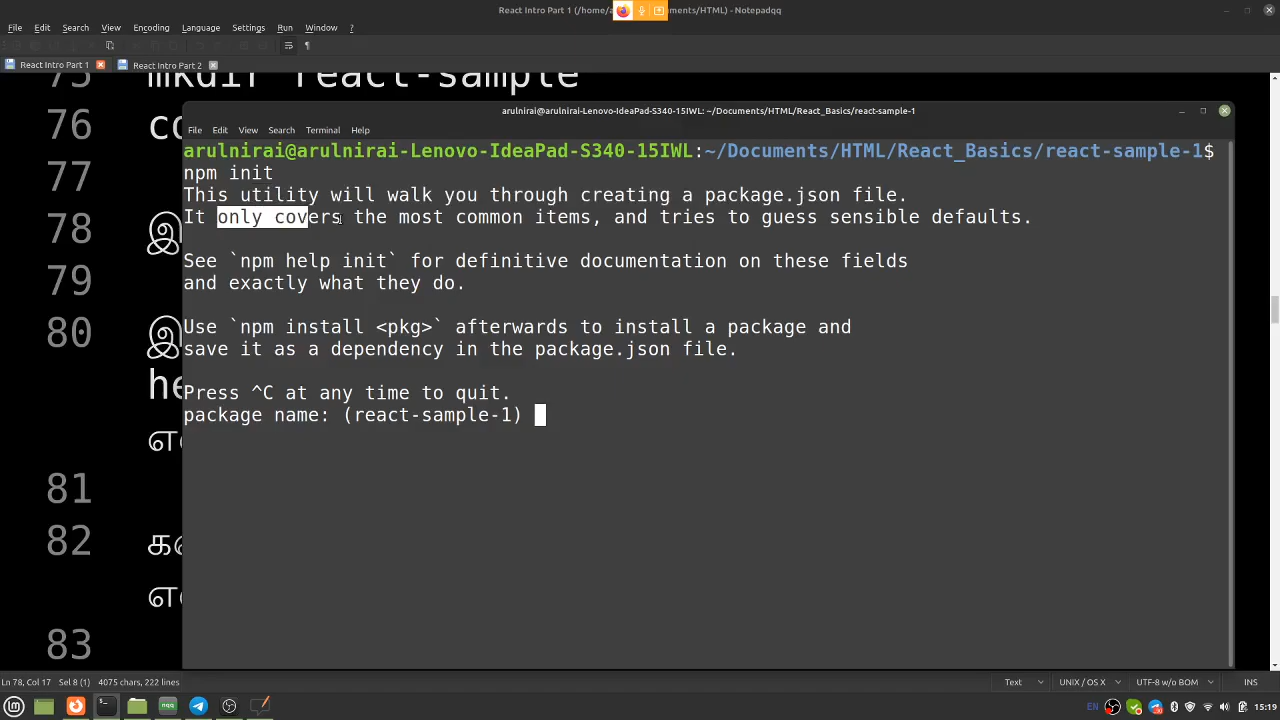 React Intro Part 1 (/home/a
cuments/HTML) - Notepadqq
File Edit Search View Encoding Language Settings Run Window ?
React Intro Part 1 React Intro Part 2
75 mkdir react-sample
arulnirai@arulnirai-Lenovo-IdeaPad-S340-15IWL: ~/Documents/HTML/React_Basics/react-sample-1
File Edit View Search Terminal Help
arulnirai@arulnirai-Lenovo-IdeaPad-S340-15IWL:~/Documents/HTML/React_Basics/react-sample-1$
npm init
This utility will walk you through creating a package.json file.
It only covers the most common items, and tries to guess sensible defaults.
See `npm help init` for definitive documentation on these fields
and exactly what they do.
Use `npm install <pkg>` afterwards to install a package and
save it as a dependency in the package.json file.
Press ^C at any time to quit.
package name: (react-sample-1)
76
77
78 இ
79
80 இ
he
எ
81
82
எ
83
Ln 78, Col 17 Sel 8 (1) 4075 chars, 222 lines Text UNIX / OS X UTF-8 w/o BOM INS
EN 15:19